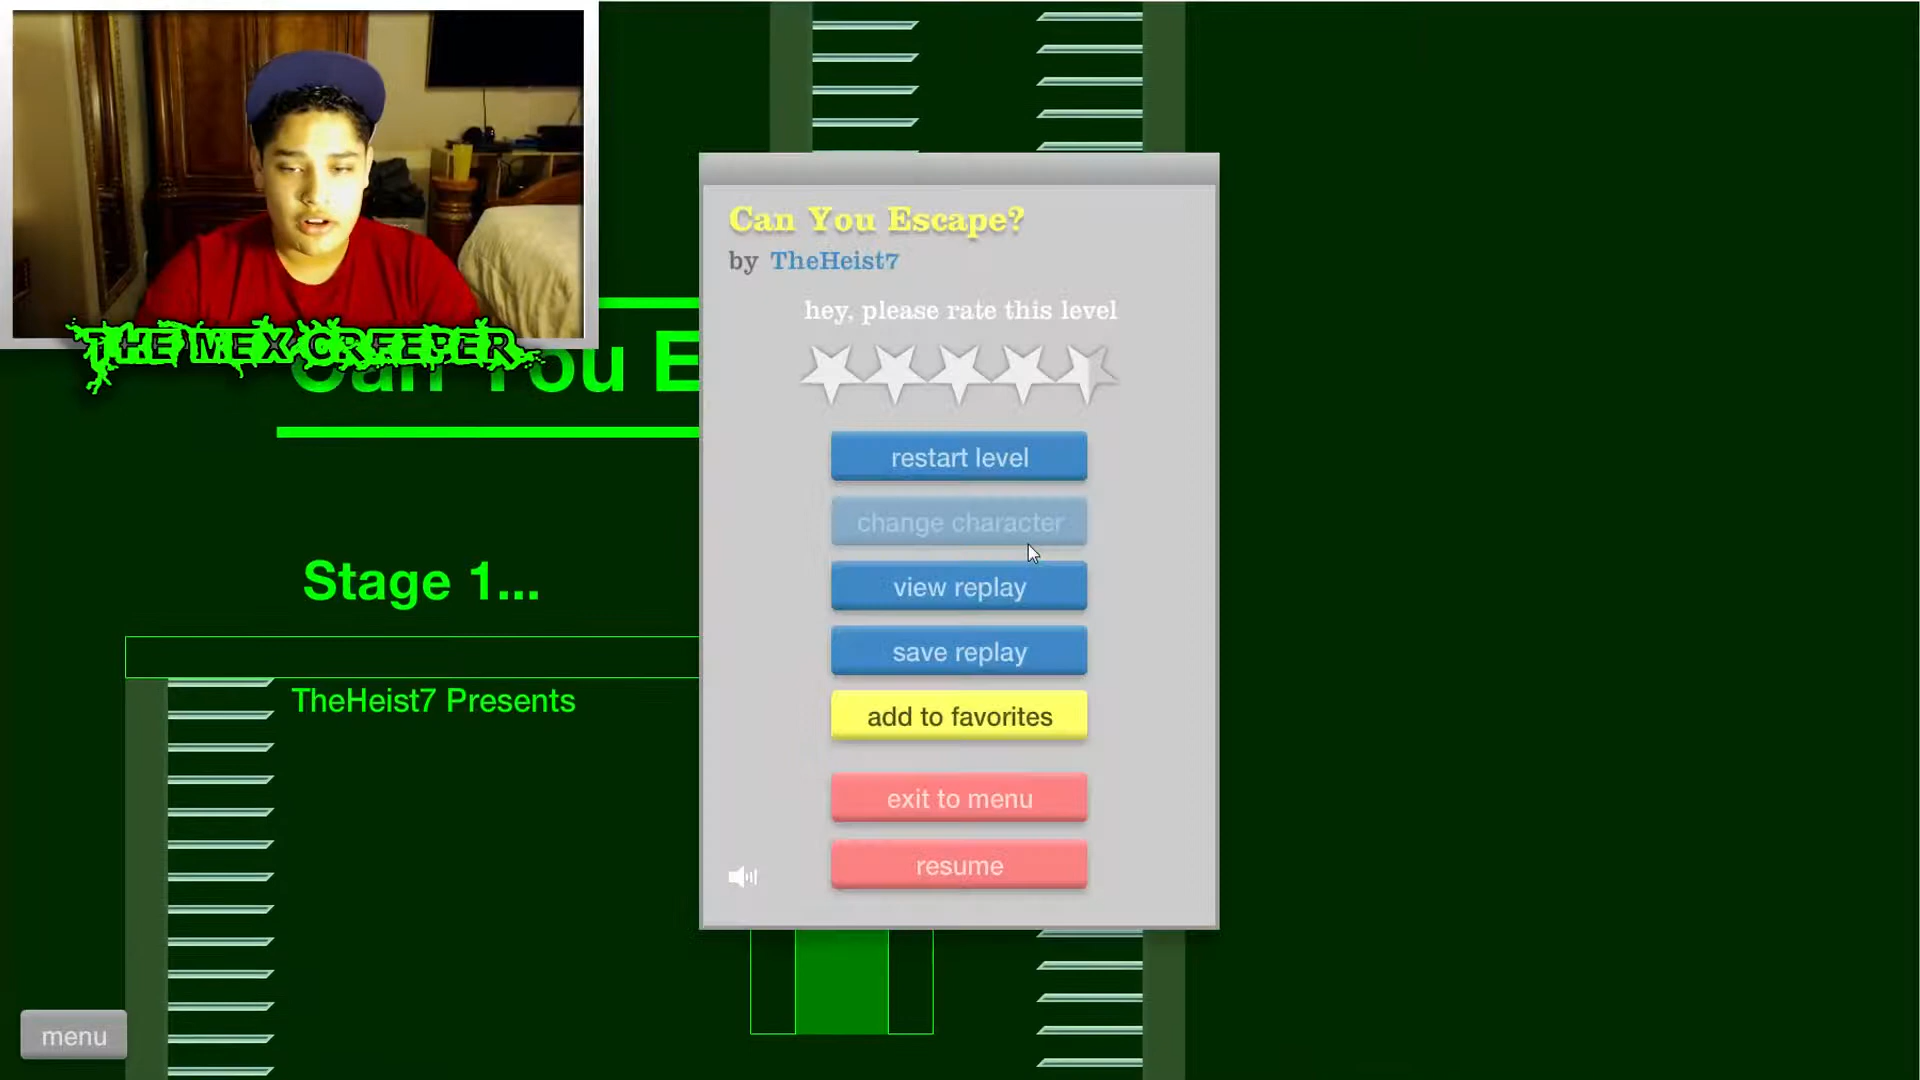 THE MEX CREEPER
Can You E
Stage 1...
TheHeist7 Presents
menu
Can You Escape?
by TheHeist7
hey, please rate this level
restart level
change character
view replay
save replay
add to favorites
exit to menu
resume